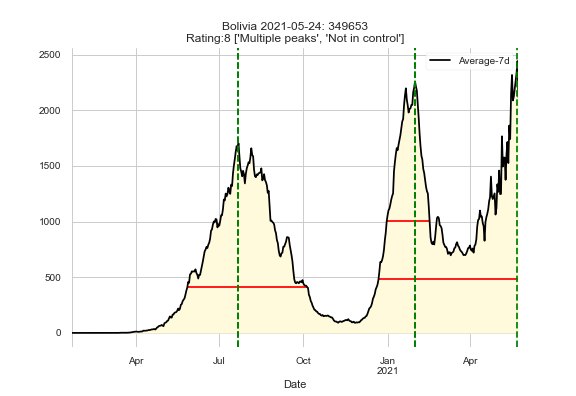 Bolivia 2021-05-24: 349653
Rating:8 ['Multiple peaks', 'Not in control']
Average-7d
2500
2000
1500
1000
500
0
Apr
Jul
Oct
Jan
2021
Apr
Date